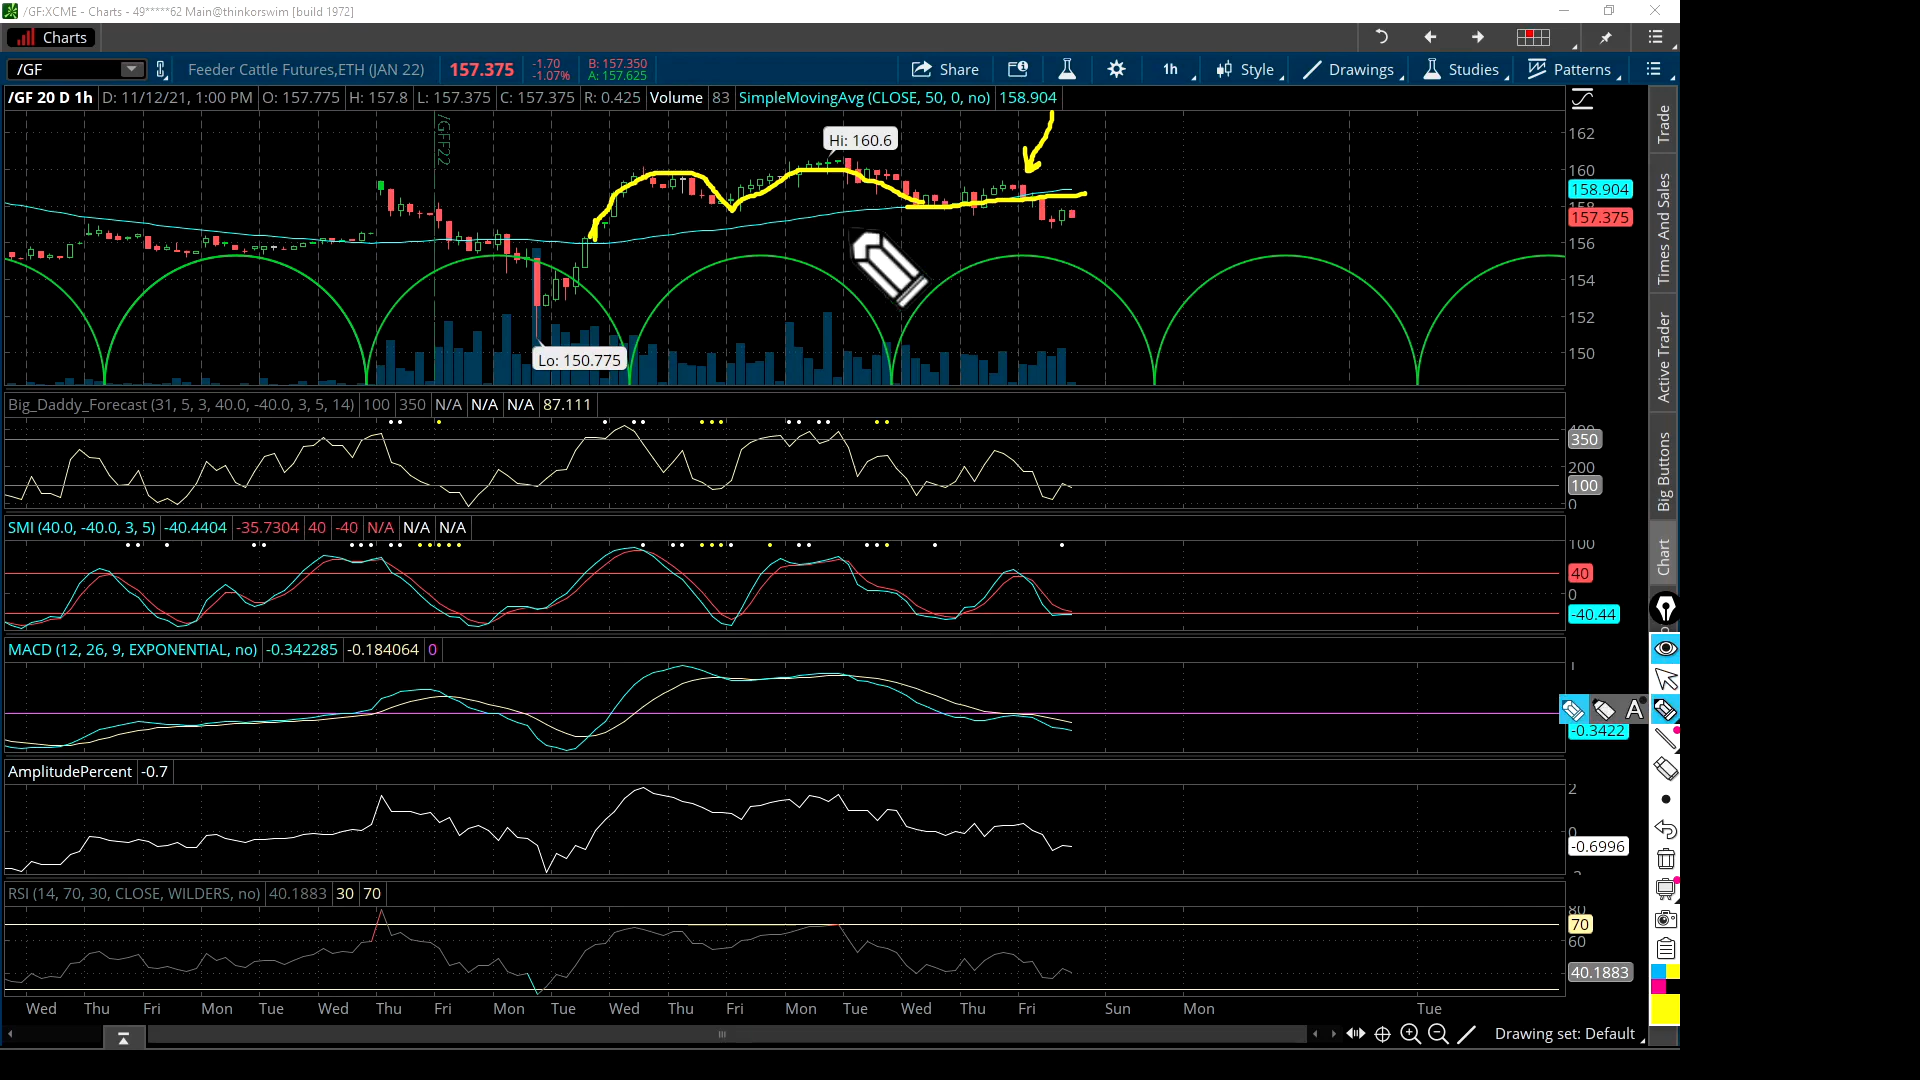 /GF:XCME - Charts - 49*****62 Main@thinkorswim [build 1972]
Charts
/GF Feeder Cattle Futures,ETH (JAN 22) 157.375 -1.70 -1.07% B: 157.350 A: 157.625 Share 1h Style Drawings Studies Patterns
/GF 20 D 1h D: 11/12/21, 1:00 PM O: 157.775 H: 157.8 L: 157.375 C: 157.375 R: 0.425 Volume 83 SimpleMovingAvg (CLOSE, 50, 0, no) 158.904
/GF22
Hi: 160.6
Lo: 150.775
162
160
158.904
158
157.375
156
154
152
150
Big_Daddy_Forecast (31, 5, 3, 40.0, -40.0, 3, 5, 14) 100 350 N/A N/A N/A 87.111
400
350
200
100
0
SMI (40.0, -40.0, 3, 5) -40.4404 -35.7304 40 -40 N/A N/A N/A
100
40
0
-40.44
MACD (12, 26, 9, EXPONENTIAL, no) -0.342285 -0.184064 0
1
-0.3422
AmplitudePercent -0.7
2
0
-0.6996
-2
RSI (14, 70, 30, CLOSE, WILDERS, no) 40.1883 30 70
80
70
60
40.1883
Wed Thu Fri Mon Tue Wed Thu Fri Mon Tue Wed Thu Fri Mon Tue Wed Thu Fri Sun Mon Tue
Drawing set: Default
Trade
Times And Sales
Active Trader
Big Buttons
Chart
A